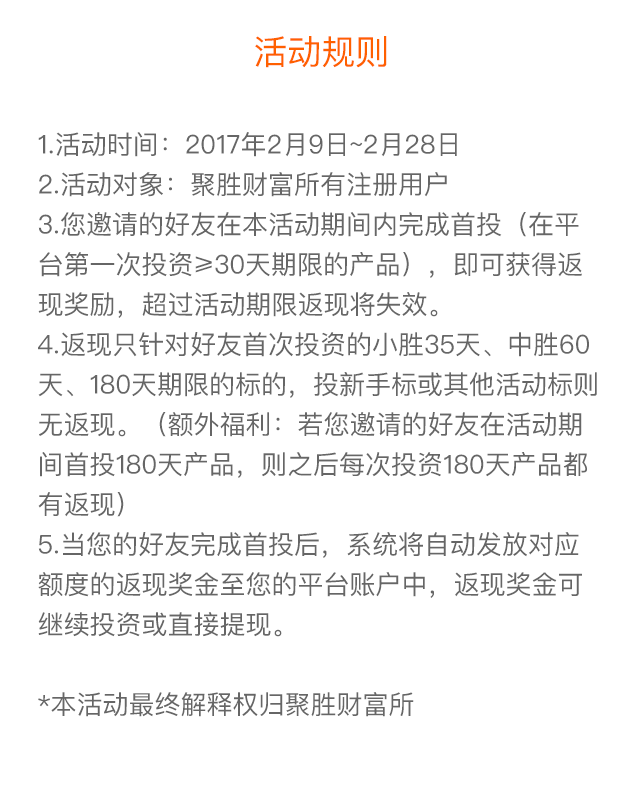 活动规则
1.活动时间：2017年2月9日~2月28日
2.活动对象：聚胜财富所有注册用户
3.您邀请的好友在本活动期间内完成首投（在平
台第一次投资≥30天期限的产品），即可获得返
现奖励，超过活动期限返现将失效。
4.返现只针对好友首次投资的小胜35天、中胜60
天、180天期限的标的，投新手标或其他活动标则
无返现。（额外福利：若您邀请的好友在活动期
间首投180天产品，则之后每次投资180天产品都
有返现）
5.当您的好友完成首投后，系统将自动发放对应
额度的返现奖金至您的平台账户中，返现奖金可
继续投资或直接提现。
*本活动最终解释权归聚胜财富所